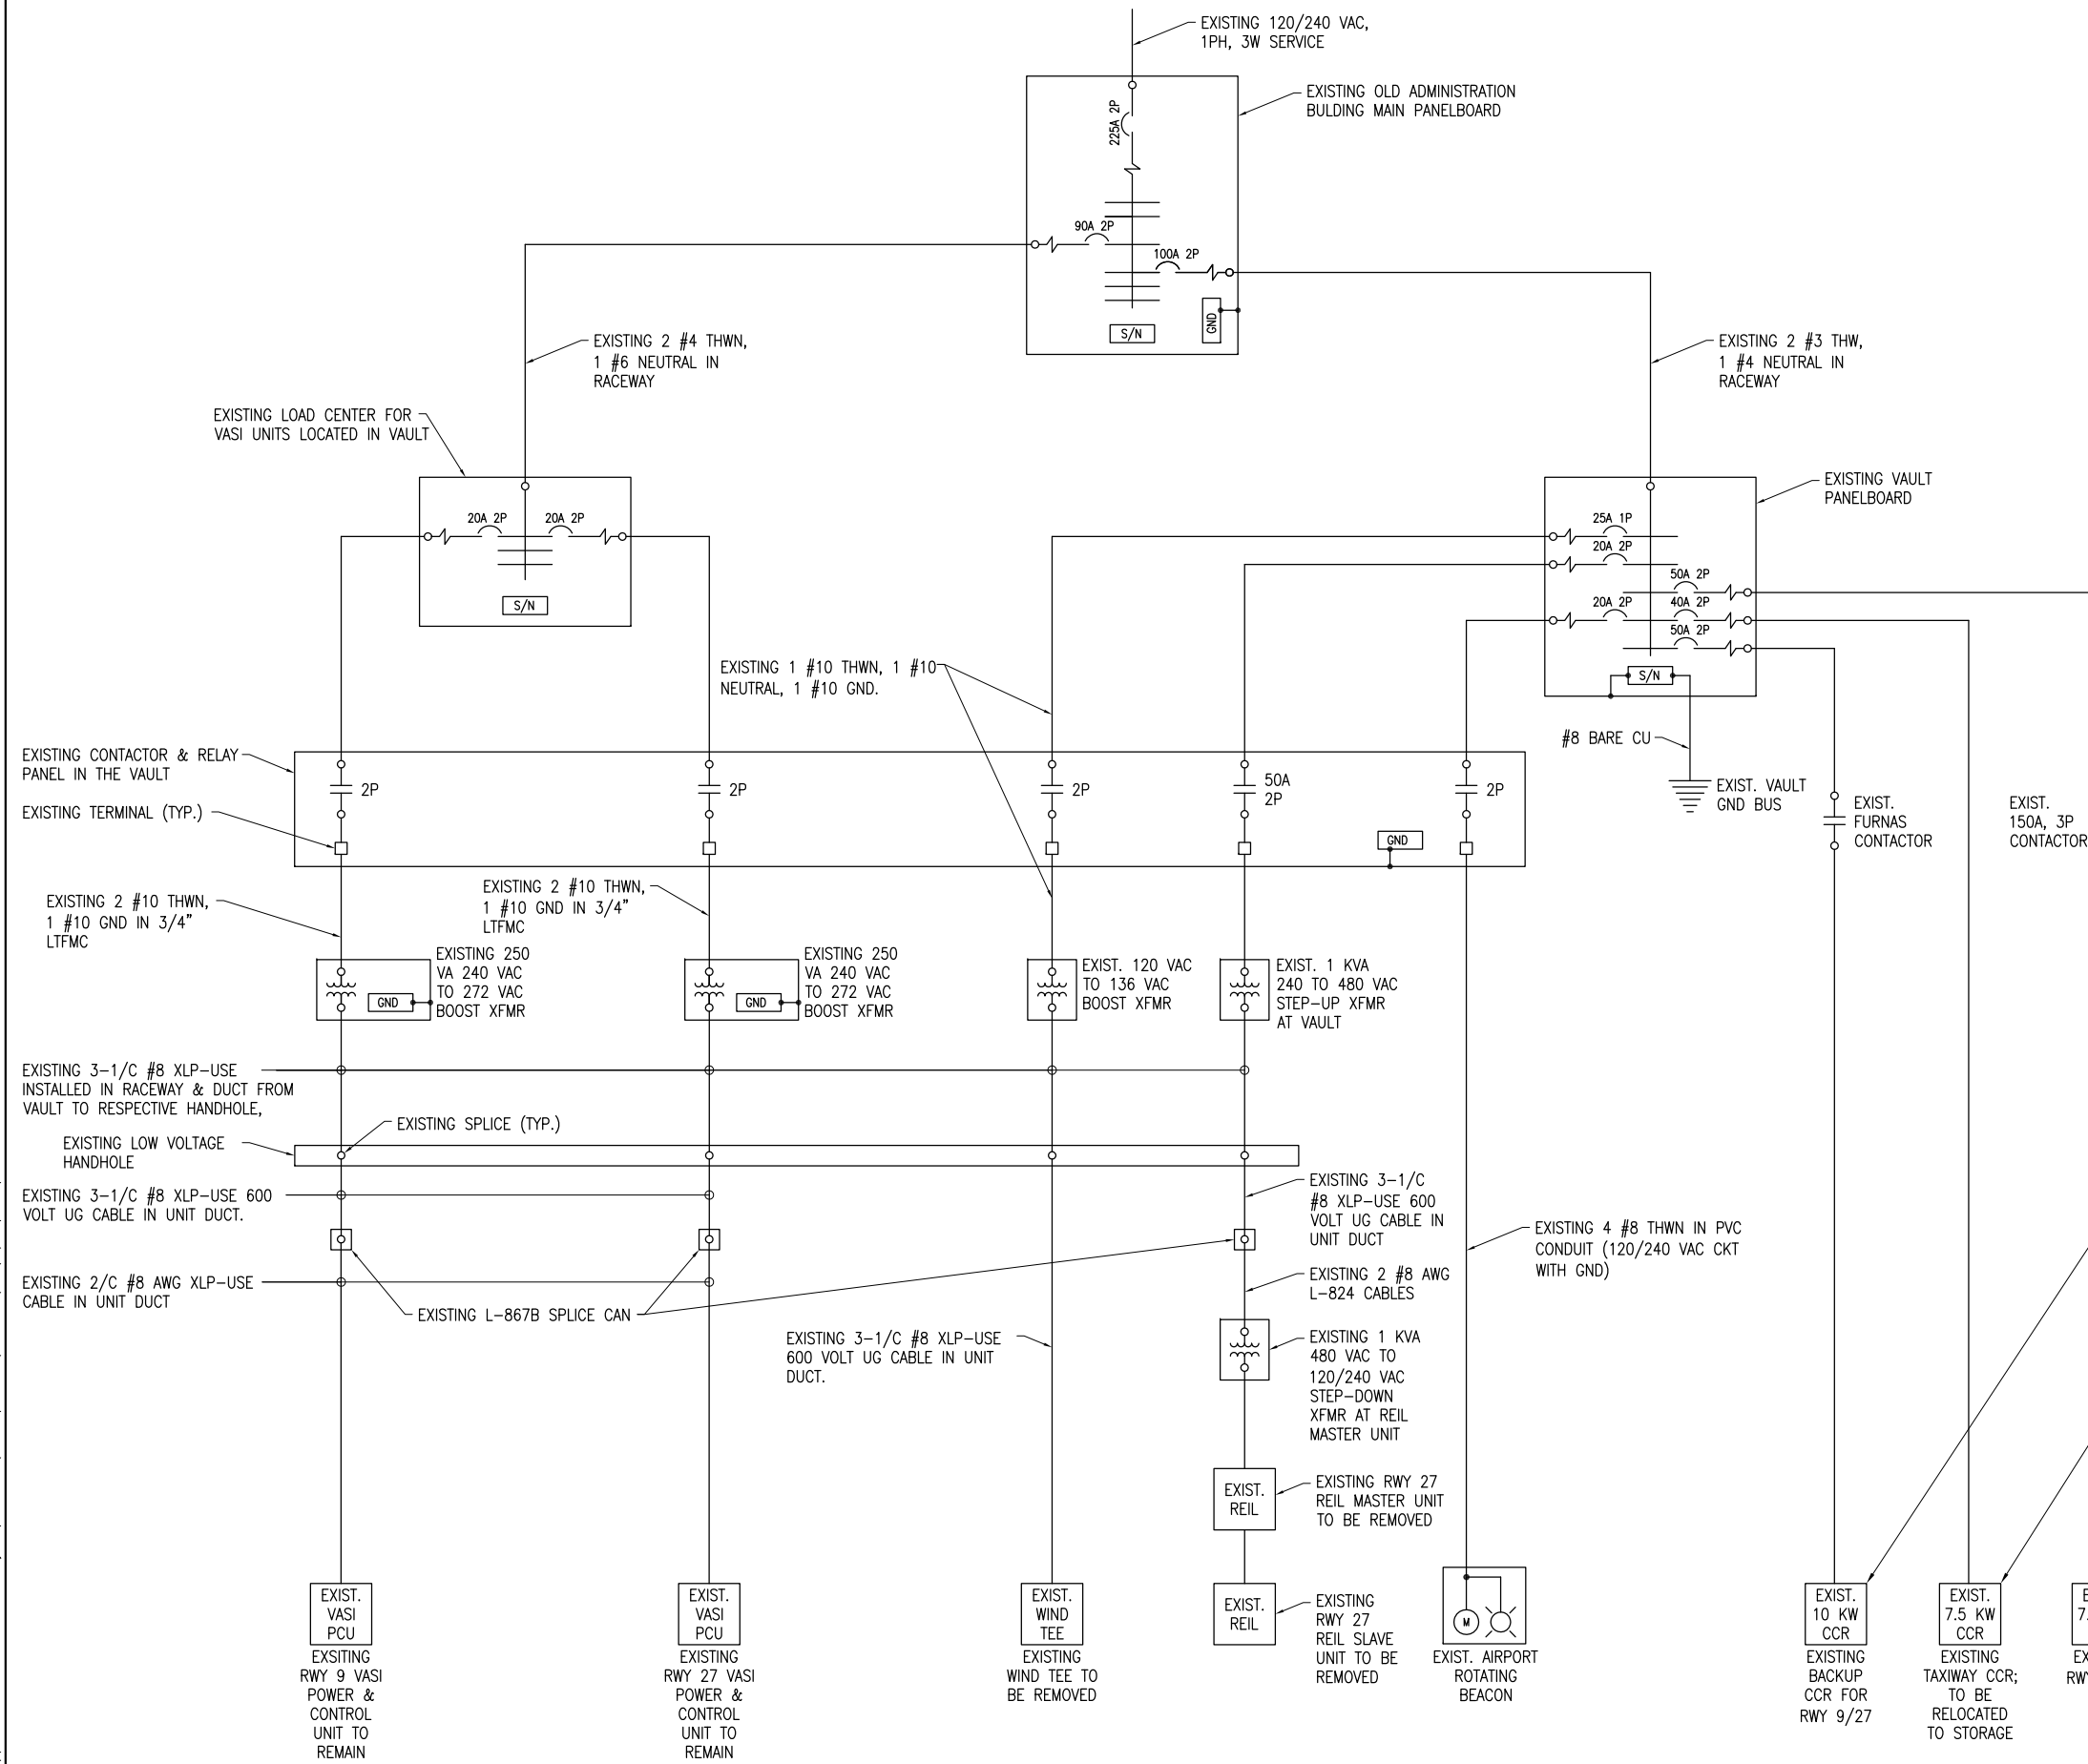 EXISTING 120/240 VAC,
1PH, 3W SERVICE
EXISTING OLD ADMINISTRATION
BULDING MAIN PANELBOARD
225A 2P
90A 2P
100A 2P
S/N
GND
EXISTING 2 #4 THWN,
1 #6 NEUTRAL IN
RACEWAY
EXISTING 2 #3 THW,
1 #4 NEUTRAL IN
RACEWAY
EXISTING LOAD CENTER FOR
VASI UNITS LOCATED IN VAULT
20A 2P
20A 2P
S/N
EXISTING VAULT
PANELBOARD
25A 1P
20A 2P
50A 2P
20A 2P
40A 2P
50A 2P
S/N
EXISTING 1 #10 THWN, 1 #10
NEUTRAL, 1 #10 GND.
#8 BARE CU
EXIST. VAULT
GND BUS
EXIST.
FURNAS
CONTACTOR
EXIST.
150A, 3P
CONTACTOR
EXISTING CONTACTOR & RELAY
PANEL IN THE VAULT
EXISTING TERMINAL (TYP.)
2P
2P
2P
50A
2P
2P
GND
EXISTING 2 #10 THWN,
1 #10 GND IN 3/4"
LTFMC
EXISTING 2 #10 THWN,
1 #10 GND IN 3/4"
LTFMC
GND
EXISTING 250
VA 240 VAC
TO 272 VAC
BOOST XFMR
GND
EXISTING 250
VA 240 VAC
TO 272 VAC
BOOST XFMR
EXIST. 120 VAC
TO 136 VAC
BOOST XFMR
EXIST. 1 KVA
240 TO 480 VAC
STEP-UP XFMR
AT VAULT
EXISTING 3-1/C #8 XLP-USE
INSTALLED IN RACEWAY & DUCT FROM
VAULT TO RESPECTIVE HANDHOLE,
EXISTING SPLICE (TYP.)
EXISTING LOW VOLTAGE
HANDHOLE
EXISTING 3-1/C #8 XLP-USE 600
VOLT UG CABLE IN UNIT DUCT.
EXISTING 3-1/C
#8 XLP-USE 600
VOLT UG CABLE IN
UNIT DUCT
EXISTING 4 #8 THWN IN PVC
CONDUIT (120/240 VAC CKT
WITH GND)
EXISTING 2/C #8 AWG XLP-USE
CABLE IN UNIT DUCT
EXISTING L-867B SPLICE CAN
EXISTING 2 #8 AWG
L-824 CABLES
EXISTING 3-1/C #8 XLP-USE
600 VOLT UG CABLE IN UNIT
DUCT.
EXISTING 1 KVA
480 VAC TO
120/240 VAC
STEP-DOWN
XFMR AT REIL
MASTER UNIT
EXIST.
REIL
EXISTING RWY 27
REIL MASTER UNIT
TO BE REMOVED
EXIST.
VASI
PCU
EXSITING
RWY 9 VASI
POWER &
CONTROL
UNIT TO
REMAIN
EXIST.
VASI
PCU
EXISTING
RWY 27 VASI
POWER &
CONTROL
UNIT TO
REMAIN
EXIST.
WIND
TEE
EXISTING
WIND TEE TO
BE REMOVED
EXIST.
REIL
EXISTING
RWY 27
REIL SLAVE
UNIT TO BE
REMOVED
M
EXIST. AIRPORT
ROTATING
BEACON
EXIST.
10 KW
CCR
EXISTING
BACKUP
CCR FOR
RWY 9/27
EXIST.
7.5 KW
CCR
EXISTING
TAXIWAY CCR;
TO BE
RELOCATED
TO STORAGE